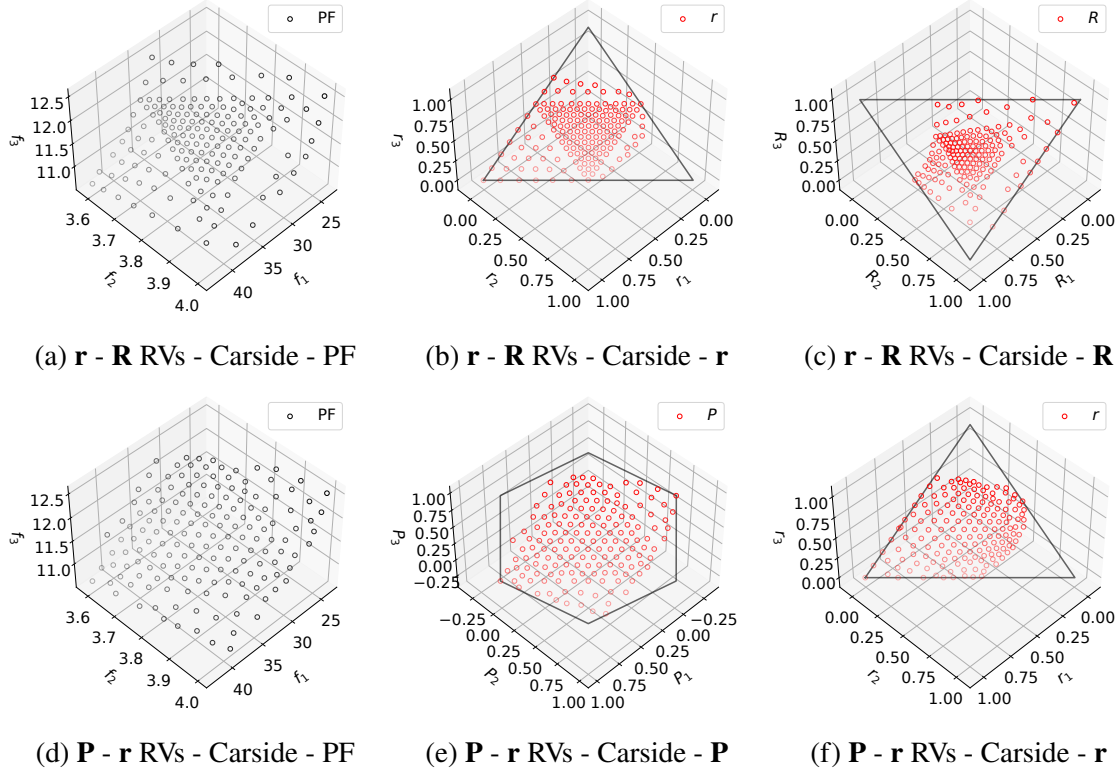 PF
12.5
12.0
11.5
11.0
f₃
3.6
3.7
3.8
3.9
4.0
f₂
25
30
35
40
f₁
r
1.00
0.75
0.50
0.25
0.00
r₃
0.00
0.25
0.50
0.75
1.00
r₂
0.00
0.25
0.50
0.75
1.00
r₁
R
1.00
0.75
0.50
0.25
0.00
R₃
0.00
0.25
0.50
0.75
1.00
R₂
0.00
0.25
0.50
0.75
1.00
R₁
(a) r - R RVs - Carside - PF
(b) r - R RVs - Carside - r
(c) r - R RVs - Carside - R
PF
12.5
12.0
11.5
11.0
f₃
3.6
3.7
3.8
3.9
4.0
f₂
25
30
35
40
f₁
P
1.00
0.75
0.50
0.25
0.00
−0.25
P₃
−0.25
0.00
0.25
0.50
0.75
1.00
P₂
−0.25
0.00
0.25
0.50
0.75
1.00
P₁
r
1.00
0.75
0.50
0.25
0.00
r₃
0.00
0.25
0.50
0.75
1.00
r₂
0.00
0.25
0.50
0.75
1.00
r₁
(d) P - r RVs - Carside - PF
(e) P - r RVs - Carside - P
(f) P - r RVs - Carside - r